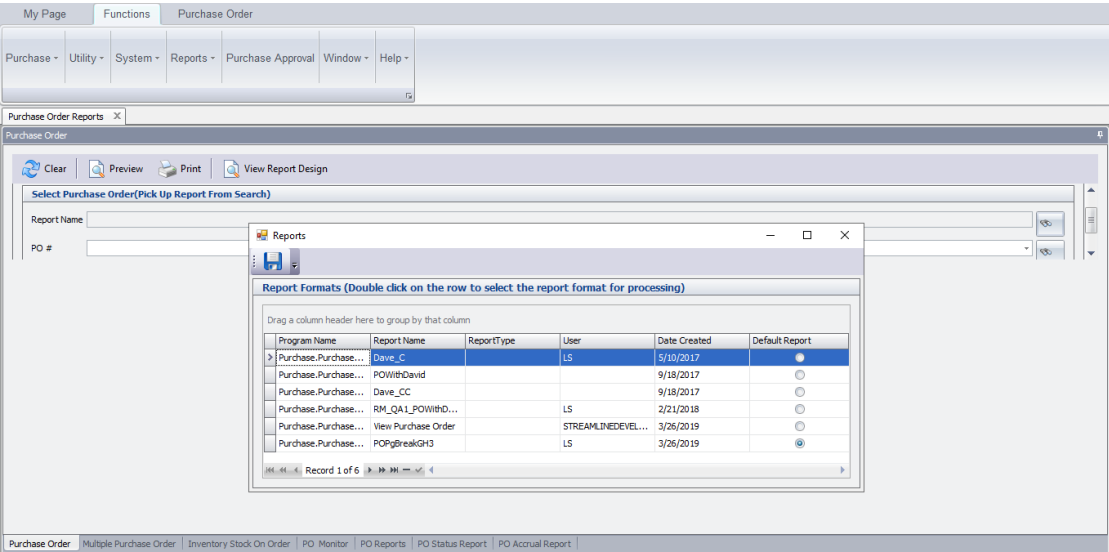 My Page Functions Purchase Order
Purchase Utility System Reports Purchase Approval Window Help
Purchase Order Reports X
Purchase Order
Clear Preview Print View Report Design
Select Purchase Order(Pick Up Report From Search)
Report Name
PO #
Reports
Report Formats (Double click on the row to select the report format for processing)
Drag a column header here to group by that column
Program Name Report Name ReportType User Date Created Default Report
Purchase.Purchase... Dave_C LS 5/10/2017
Purchase.Purchase... POWithDavid 9/18/2017
Purchase.Purchase... Dave_CC 9/18/2017
Purchase.Purchase... RM_QA1_POWithD... LS 2/21/2018
Purchase.Purchase... View Purchase Order STREAMLINEDEVEL... 3/26/2019
Purchase.Purchase... POPgBreakGH3 LS 3/26/2019
Record 1 of 6
Purchase Order Multiple Purchase Order Inventory Stock On Order PO Monitor PO Reports PO Status Report PO Accrual Report